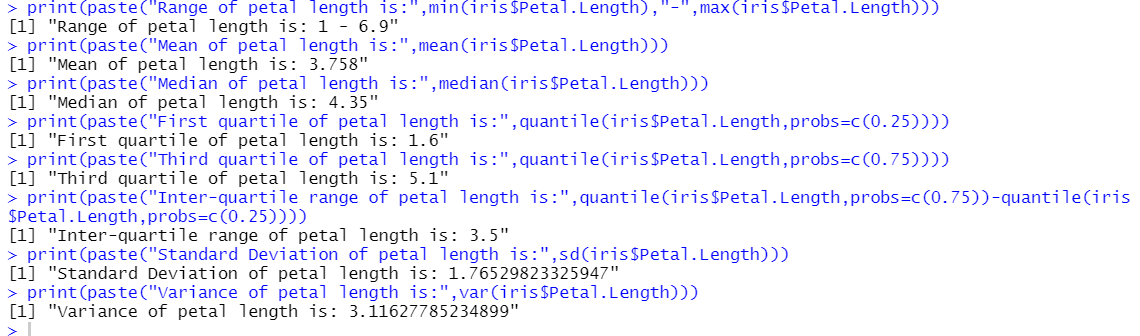 > print(paste("Range of petal length is:",min(iris$Petal.Length),"-",max(iris$Petal.Length)))
[1] "Range of petal length is: 1 - 6.9"
> print(paste("Mean of petal length is:",mean(iris$Petal.Length)))
[1] "Mean of petal length is: 3.758"
> print(paste("Median of petal length is:",median(iris$Petal.Length)))
[1] "Median of petal length is: 4.35"
> print(paste("First quartile of petal length is:",quantile(iris$Petal.Length,probs=c(0.25))))
[1] "First quartile of petal length is: 1.6"
> print(paste("Third quartile of petal length is:",quantile(iris$Petal.Length,probs=c(0.75))))
[1] "Third quartile of petal length is: 5.1"
> print(paste("Inter-quartile range of petal length is:",quantile(iris$Petal.Length,probs=c(0.75))-quantile(iris
$Petal.Length,probs=c(0.25))))
[1] "Inter-quartile range of petal length is: 3.5"
> print(paste("Standard Deviation of petal length is:",sd(iris$Petal.Length)))
[1] "Standard Deviation of petal length is: 1.76529823325947"
> print(paste("Variance of petal length is:",var(iris$Petal.Length)))
[1] "Variance of petal length is: 3.11627785234899"
>